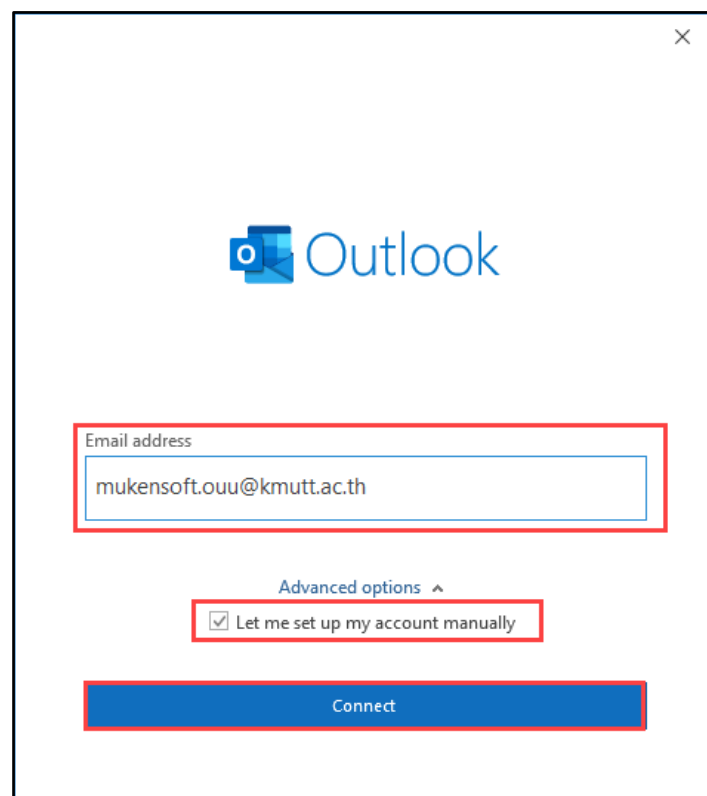 Outlook
Email address
mukensoft.ouu@kmutt.ac.th
Advanced options
Let me set up my account manually
Connect